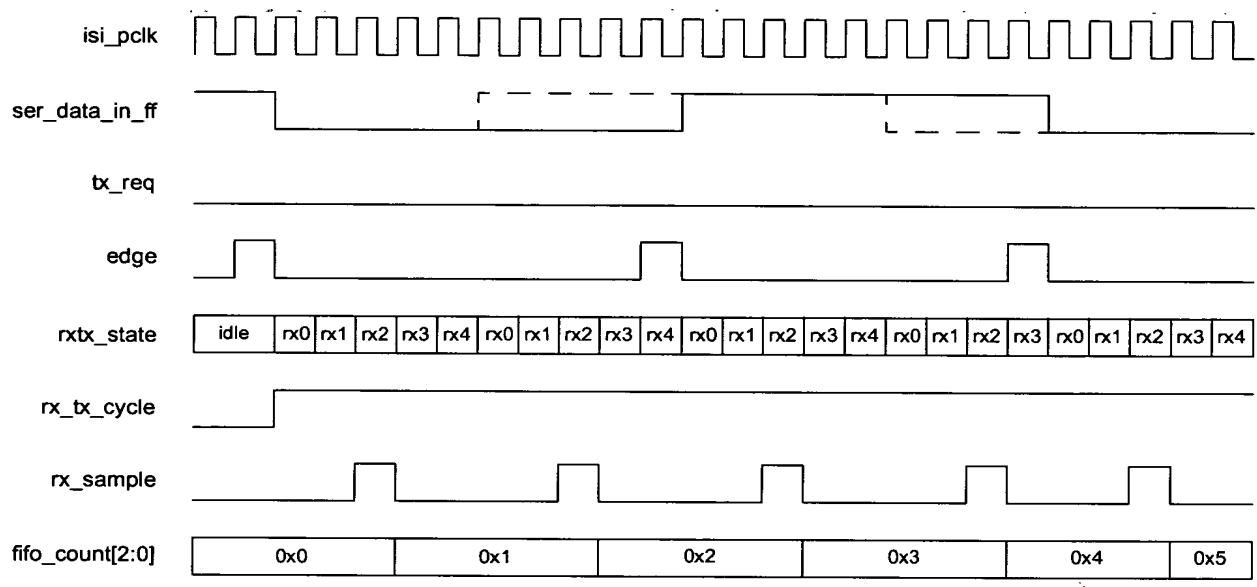 isi_pclk
ser_data_in_ff
tx_req
edge
rxtx_state idle rx0 rx1 rx2 rx3 rx4 rx0 rx1 rx2 rx3 rx4 rx0 rx1 rx2 rx3 rx4 rx0 rx1 rx2 rx3 rx0 rx1 rx2 rx3 rx4
rx_tx_cycle
rx_sample
fifo_count[2:0] 0x0 0x1 0x2 0x3 0x4 0x5